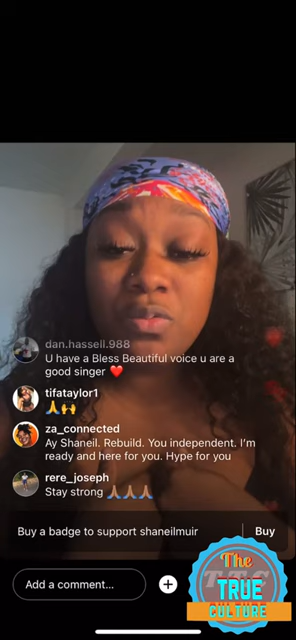 dan.hassell.988
U have a Bless Beautiful voice u are a
good singer ❤️
tifataylor1
🙏🙌
za_connected
Ay Shaneil. Rebuild. You independent. I'm
ready and here for you. Hype for you
rere_joseph
Stay strong 🙏🏽🙏🏽🙏🏽
Buy a badge to support shaneilmuir
Buy
Add a comment...
The
TRUE
CULTURE